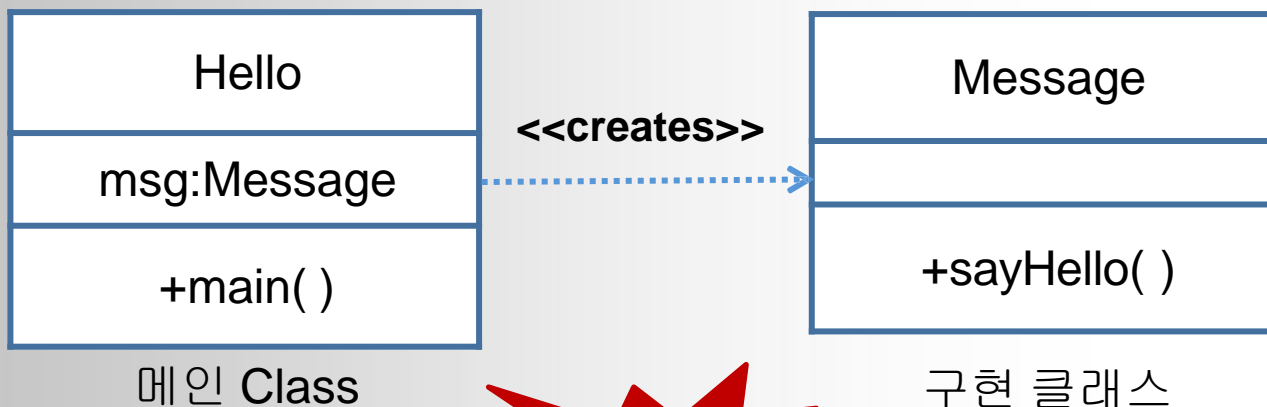 Hello
msg:Message
+main( )
메인 Class
<<creates>>
Message
+sayHello( )
구현 클래스